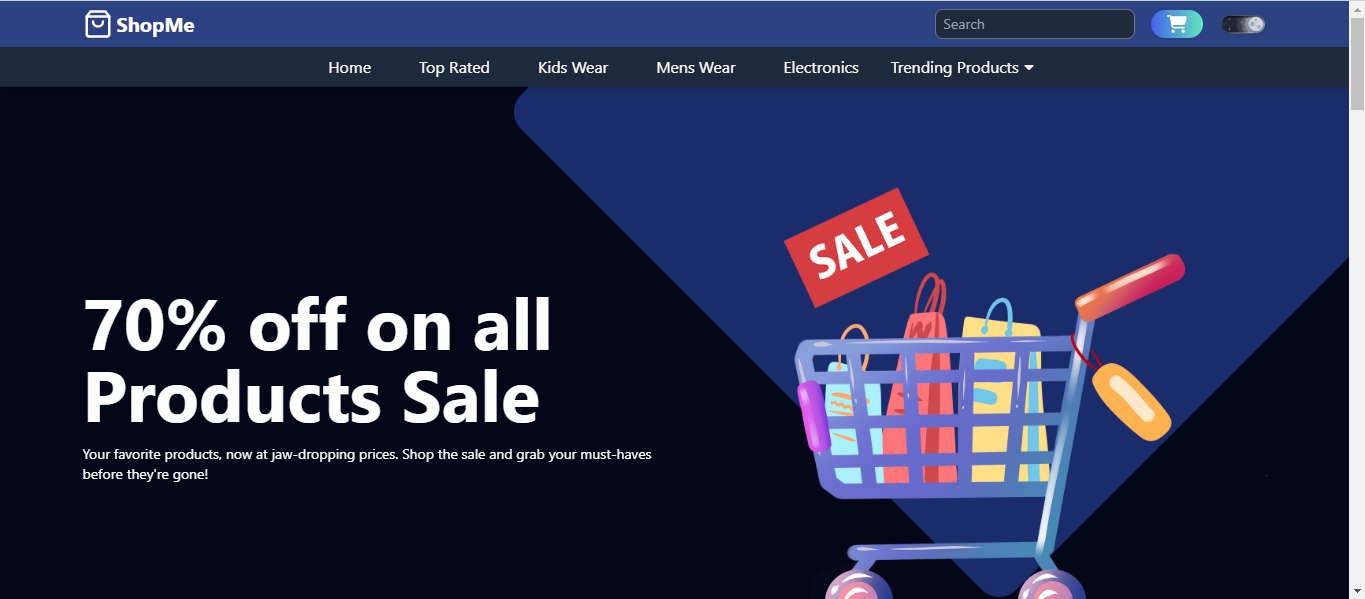 ShopMe
Search
Home Top Rated Kids Wear Mens Wear Electronics Trending Products
SALE
70% off on all
Products Sale
Your favorite products, now at jaw-dropping prices. Shop the sale and grab your must-haves
before they're gone!